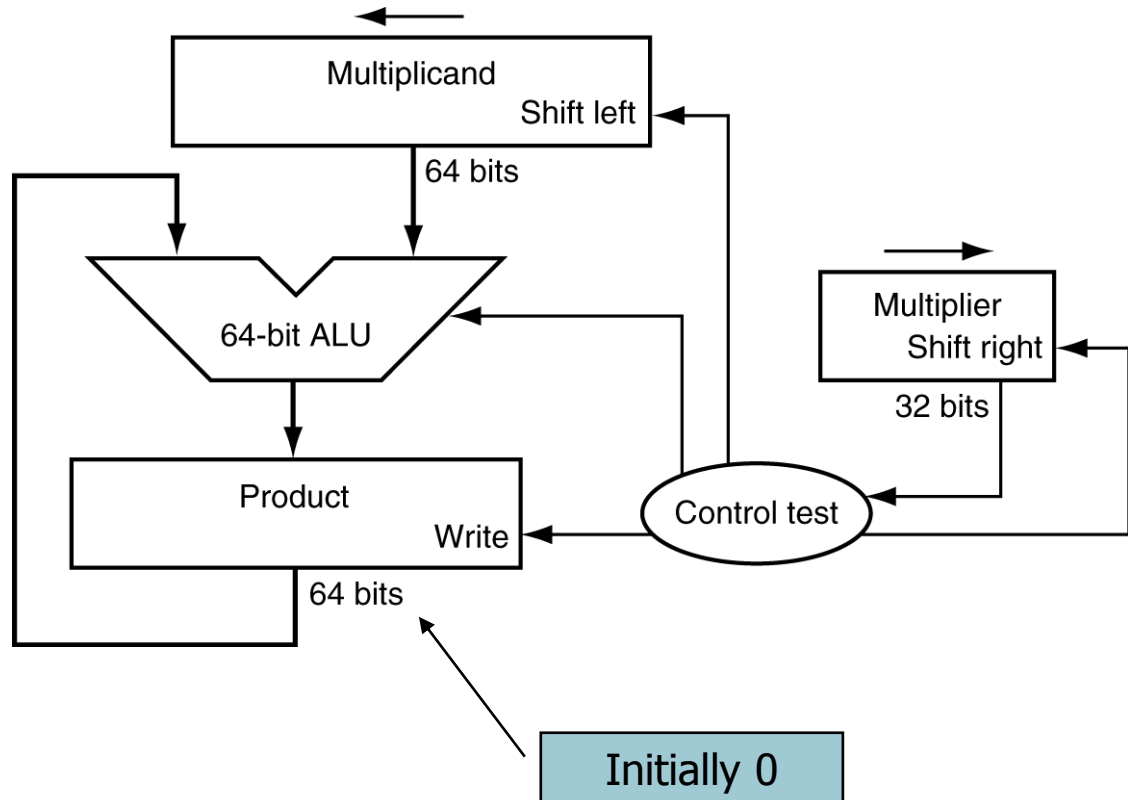 Multiplicand
Shift left
64 bits
64-bit ALU
Multiplier
Shift right
32 bits
Product
Write
Control test
64 bits
Initially 0